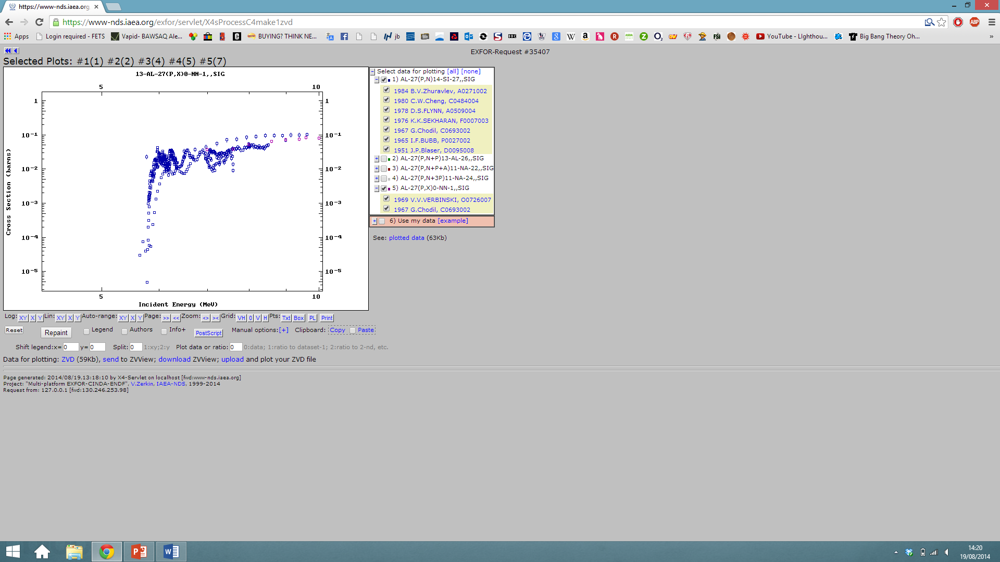 https://www-nds.iaea.org
https://www-nds.iaea.org/exfor/servlet/X4sProcessC4make1zvd
ABP
Apps
Login required - FETS
Vapid- BAWSAQ Ale...
BUYING? THINK NE...
jb
YouTube - LIghthou...
Big Bang Theory Oh...
»
EXFOR-Request #35407
Selected Plots: #1(1) #2(2) #3(4) #4(5) #5(7)
13-AL-27(P,X)0-NN-1,,SIG
5 10
1 1
10-1 10-1
10-2 10-2
10-3 10-3
10-4 10-4
10-5 10-5
Cross Section (barns)
5 10
Incident Energy (MeV)
Select data for plotting [all] [none]
1) AL-27(P,N)14-SI-27,,SIG
1984 B.V.Zhuravlev, A0271002
1980 C.W.Cheng, C0484004
1978 D.S.FLYNN, A0509004
1976 K.K.SEKHARAN, F0007003
1967 G.Chodil, C0693002
1965 I.F.BUBB, P0027002
1951 J.P.Blaser, D0095008
2) AL-27(P,N+P)13-AL-26,,SIG
3) AL-27(P,N+P+A)11-NA-22,,SIG
4) AL-27(P,N+3P)11-NA-24,,SIG
5) AL-27(P,X)0-NN-1,,SIG
1969 V.V.VERBINSKI, O0726007
1967 G.Chodil, C0693002
6) Use my data [example]
See: plotted data (63Kb)
Log: XY X Y Lin: XY X Y Auto-range: XY X Y Page: >> << Zoom: <> >< Grid: VH 0 V H Pts: Txt Box PL Print
Reset Repaint Legend Authors Info+ PostScript Manual options:[+] Clipboard: Copy Paste
Shift legend:x= 0 y= 0 Split: 0 1:xy;2:y Plot data or ratio: 0 0:data; 1:ratio to dataset-1; 2:ratio to 2-nd, etc.
Data for plotting: ZVD (59Kb), send to ZVView; download ZVView; upload and plot your ZVD file
Page generated: 2014/08/19,13:18:10 by X4-Servlet on localhost [fwd:www-nds.iaea.org]
Project: "Multi-platform EXFOR-CINDA-ENDF", V.Zerkin, IAEA-NDS, 1999-2014
Request from: 127.0.0.1 [fwd:130.246.253.98]
14:20
19/08/2014